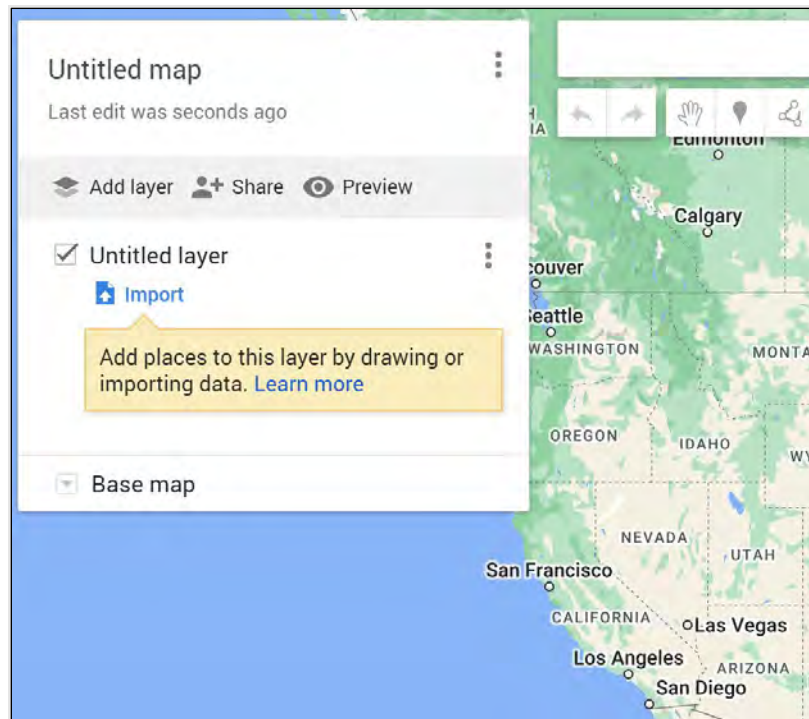 Untitled map
Last edit was seconds ago
Add layer
Share
Preview
Untitled layer
Import
Add places to this layer by drawing or
importing data. Learn more
Base map
Edmonton
Calgary
Seattle
WASHINGTON
OREGON
IDAHO
NEVADA
UTAH
San Francisco
CALIFORNIA
Las Vegas
Los Angeles
ARIZONA
San Diego